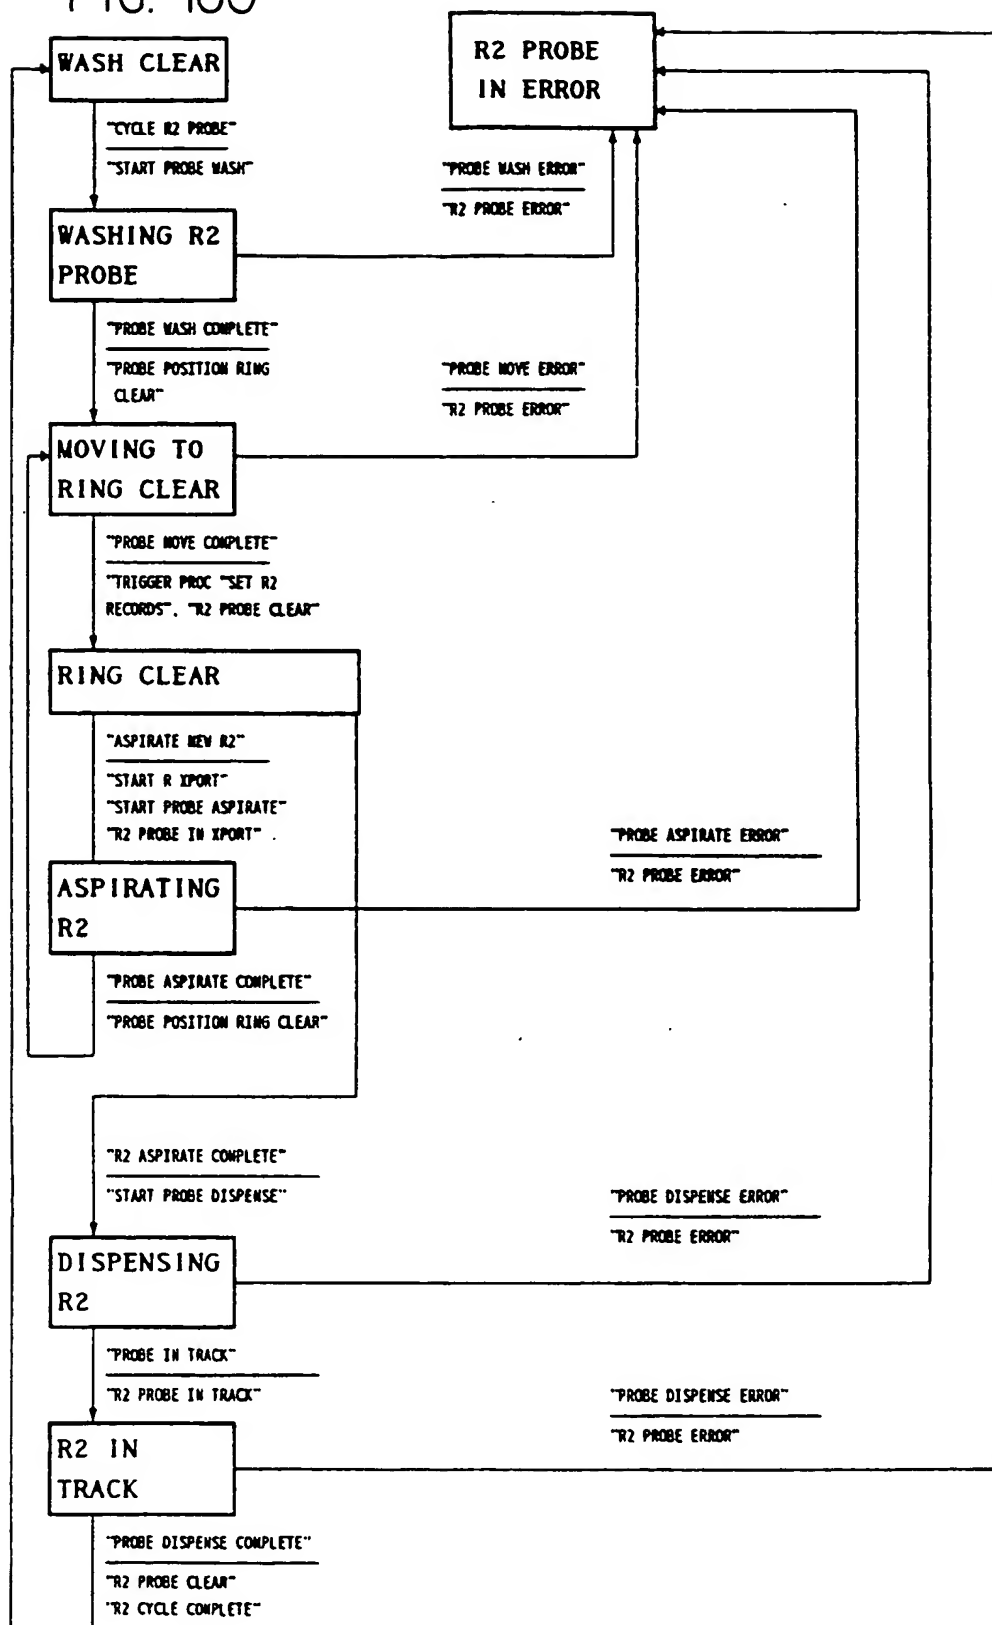 WASH CLEAR
R2 PROBE
IN ERROR
"CYCLE R2 PROBE"
"START PROBE WASH"
"PROBE WASH ERROR"
"R2 PROBE ERROR"
WASHING R2
PROBE
"PROBE WASH COMPLETE"
"PROBE POSITION RING
CLEAR"
"PROBE MOVE ERROR"
"R2 PROBE ERROR"
MOVING TO
RING CLEAR
"PROBE MOVE COMPLETE"
"TRIGGER PROC "SET R2
RECORDS", "R2 PROBE CLEAR"
RING CLEAR
"ASPIRATE NEW R2"
"START R XPORT"
"START PROBE ASPIRATE"
"R2 PROBE IN XPORT"
"PROBE ASPIRATE ERROR"
"R2 PROBE ERROR"
ASPIRATING
R2
"PROBE ASPIRATE COMPLETE"
"PROBE POSITION RING CLEAR"
"R2 ASPIRATE COMPLETE"
"START PROBE DISPENSE"
"PROBE DISPENSE ERROR"
"R2 PROBE ERROR"
DISPENSING
R2
"PROBE IN TRACK"
"R2 PROBE IN TRACK"
"PROBE DISPENSE ERROR"
"R2 PROBE ERROR"
R2 IN
TRACK
"PROBE DISPENSE COMPLETE"
"R2 PROBE CLEAR"
"R2 CYCLE COMPLETE"